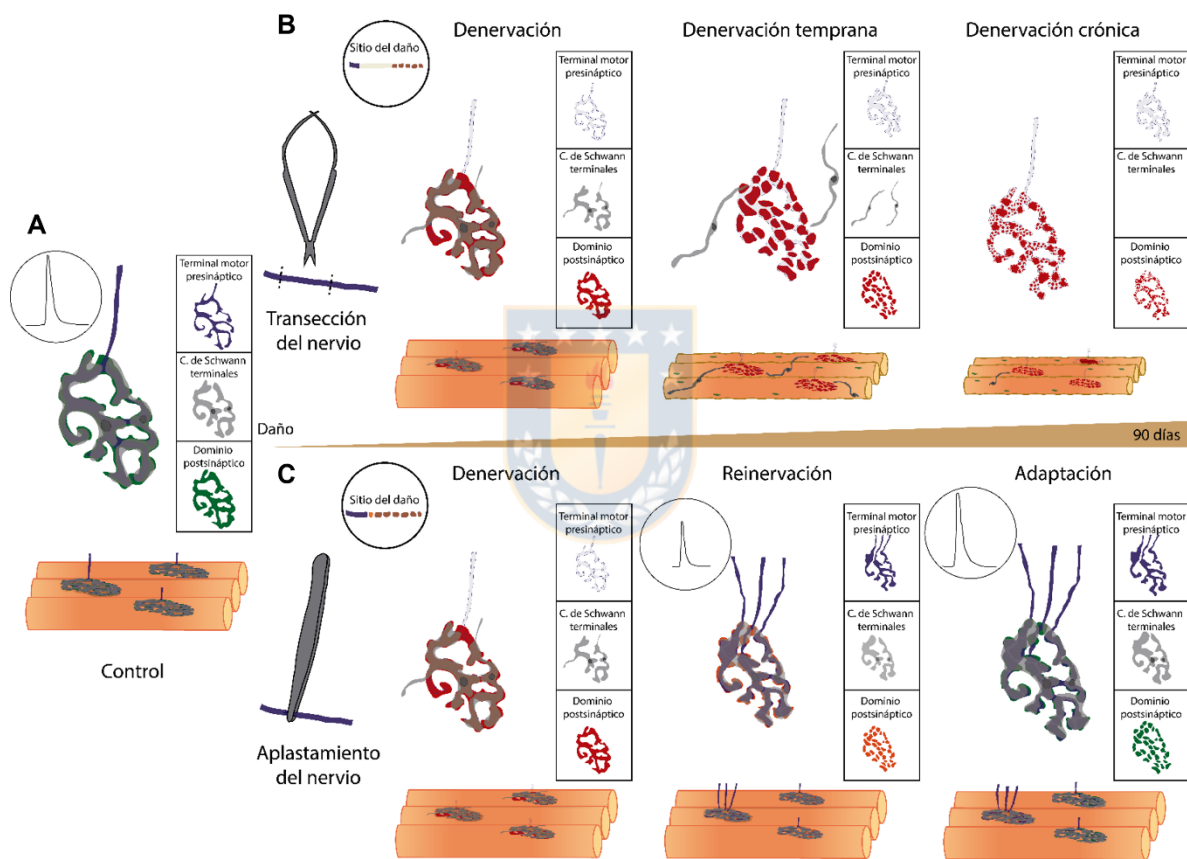 A
Terminal motor
presináptico
C. de Schwann
terminales
Dominio
postsináptico
Control
B
Sitio del daño
Transección
del nervio
Denervación
Terminal motor
presináptico
C. de Schwann
terminales
Dominio
postsináptico
Denervación temprana
Terminal motor
presináptico
C. de Schwann
terminales
Dominio
postsináptico
Denervación crónica
Terminal motor
presináptico
C. de Schwann
terminales
Dominio
postsináptico
Daño
90 días
C
Sitio del daño
Aplastamiento
del nervio
Denervación
Terminal motor
presináptico
C. de Schwann
terminales
Dominio
postsináptico
Reinervación
Terminal motor
presináptico
C. de Schwann
terminales
Dominio
postsináptico
Adaptación
Terminal motor
presináptico
C. de Schwann
terminales
Dominio
postsináptico